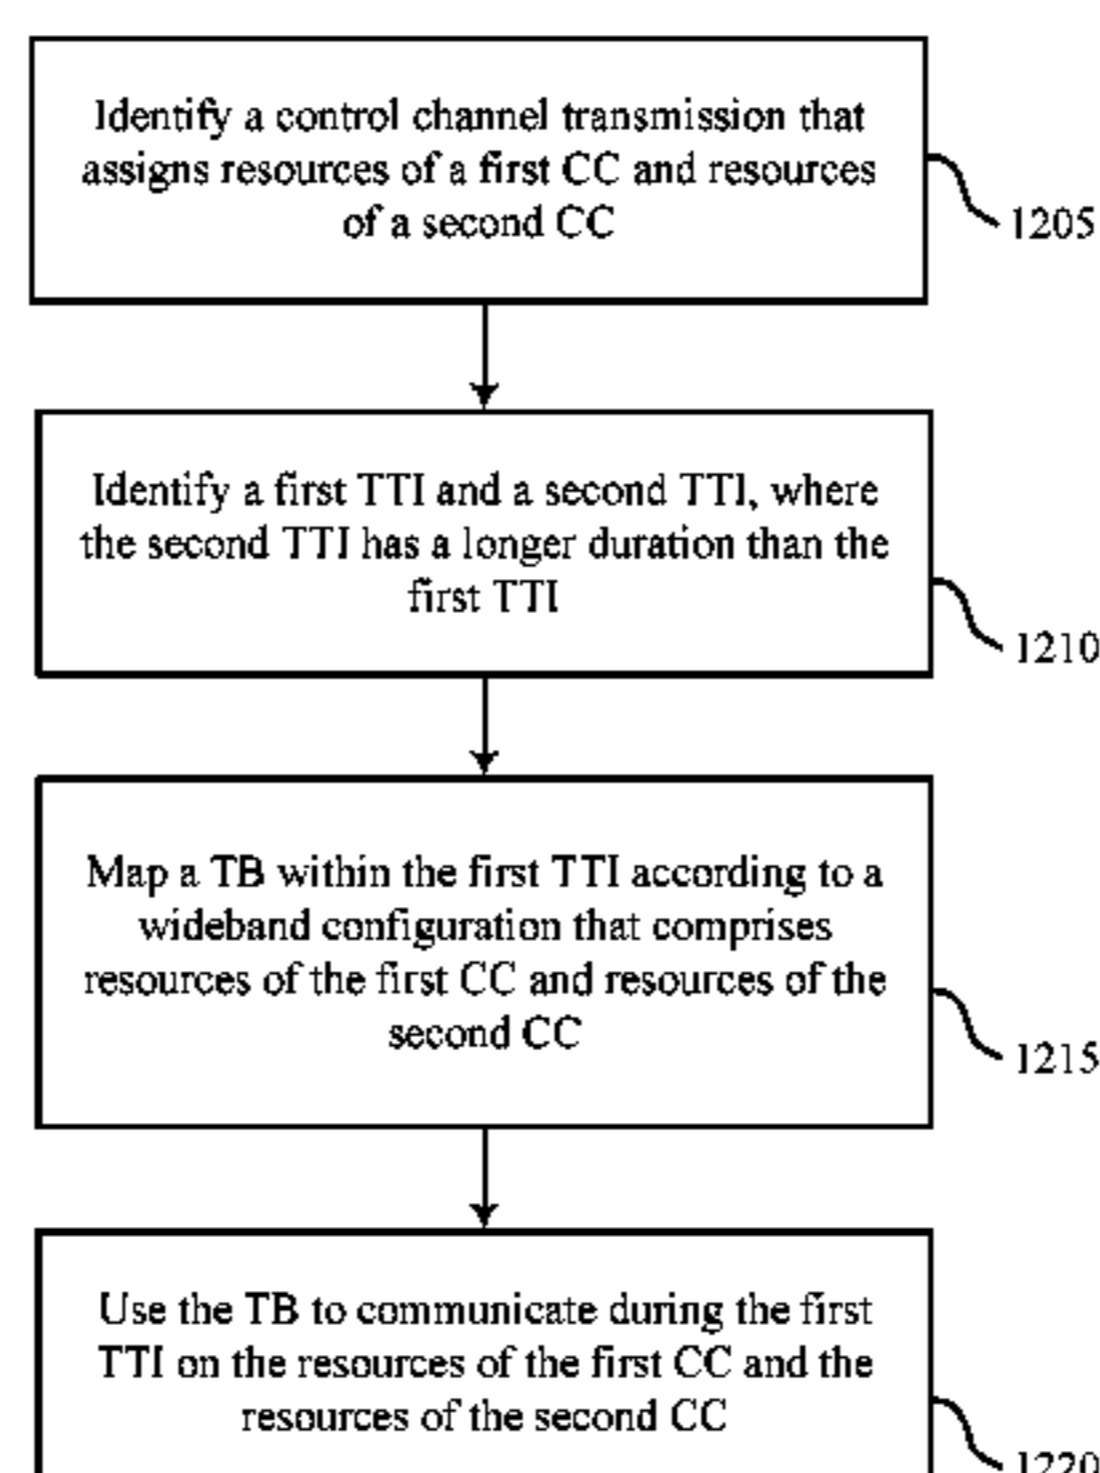 Identify a control channel transmission that
assigns resources of a first CC and resources
of a second CC
1205
Identify a first TTI and a second TTI, where
the second TTI has a longer duration than the
first TTI
1210
Map a TB within the first TTI according to a
wideband configuration that comprises
resources of the first CC and resources of the
second CC
1215
Use the TB to communicate during the first
TTI on the resources of the first CC and the
resources of the second CC
1220